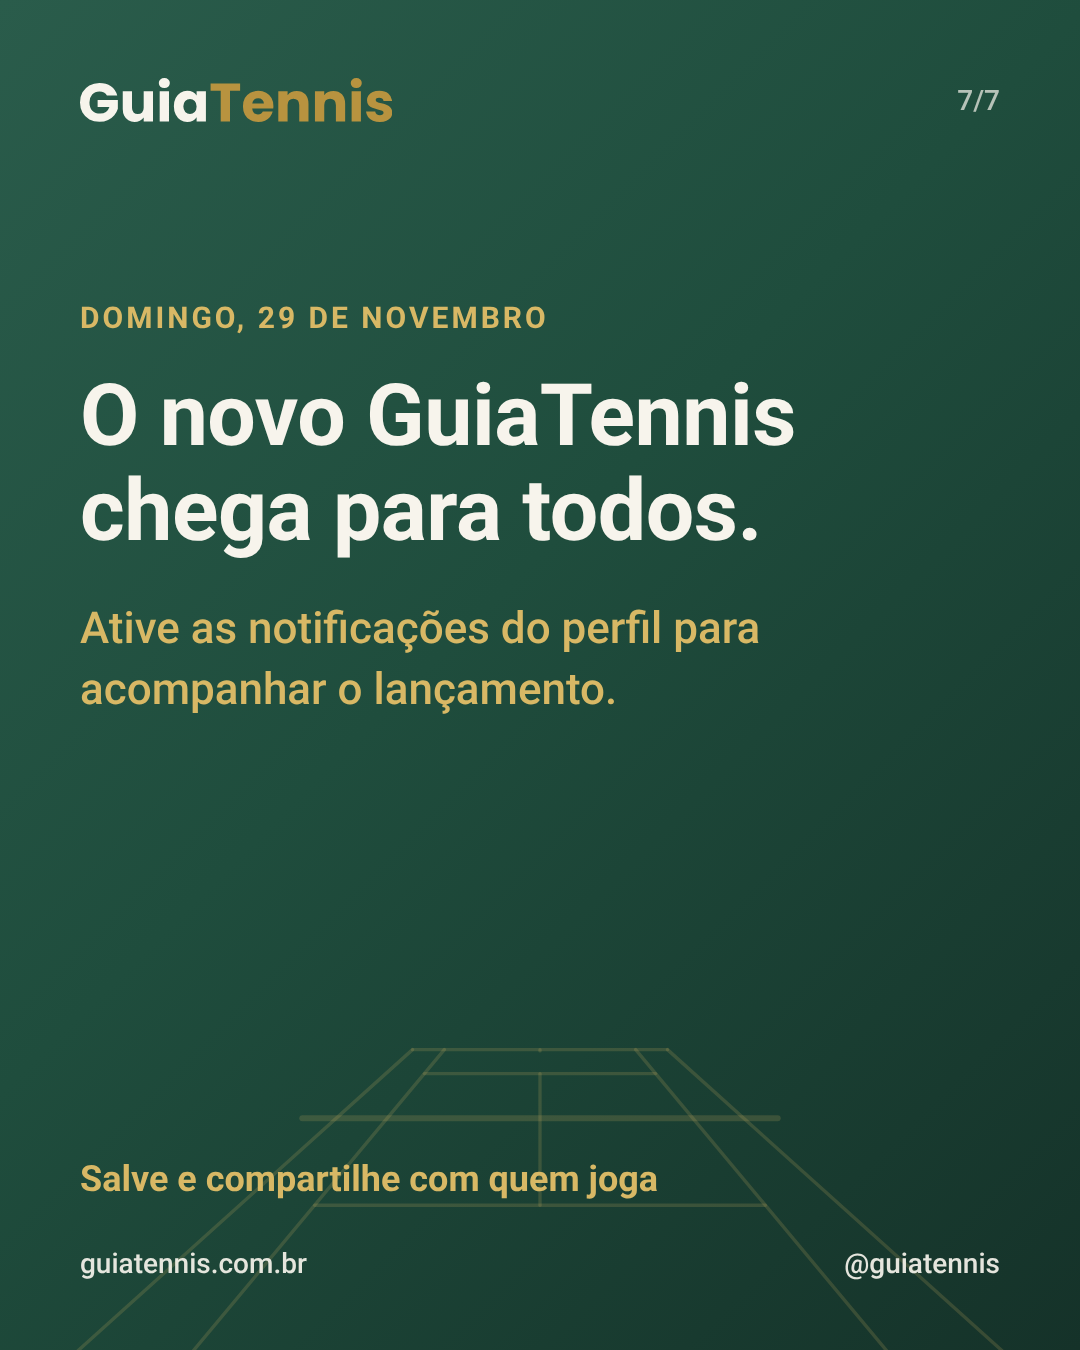 GuiaTennis
7/7
DOMINGO, 29 DE NOVEMBRO
O novo GuiaTennis
chega para todos.
Ative as notificações do perfil para
acompanhar o lançamento.
Salve e compartilhe com quem joga
guiatennis.com.br
@guiatennis